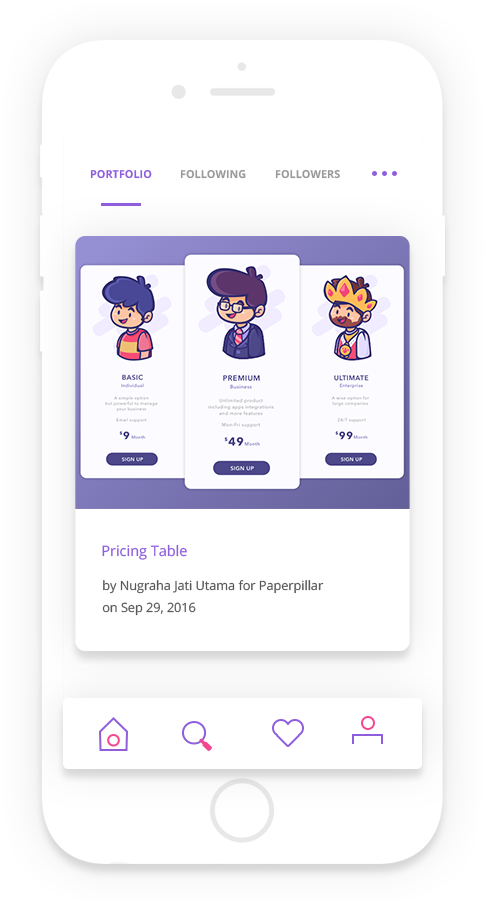 PORTFOLIO FOLLOWING FOLLOWERS
BASIC
Individual
A simple option
but powerful to manage
your business
Email support
$9 /Month
SIGN UP
PREMIUM
Business
Unlimited product
including apps integrations
and more features
Mon-Fri support
$49 /Month
SIGN UP
ULTIMATE
Enterprise
A wise option for
large companies
24/7 support
$99 /Month
SIGN UP
Pricing Table
by Nugraha Jati Utama for Paperpillar
on Sep 29, 2016